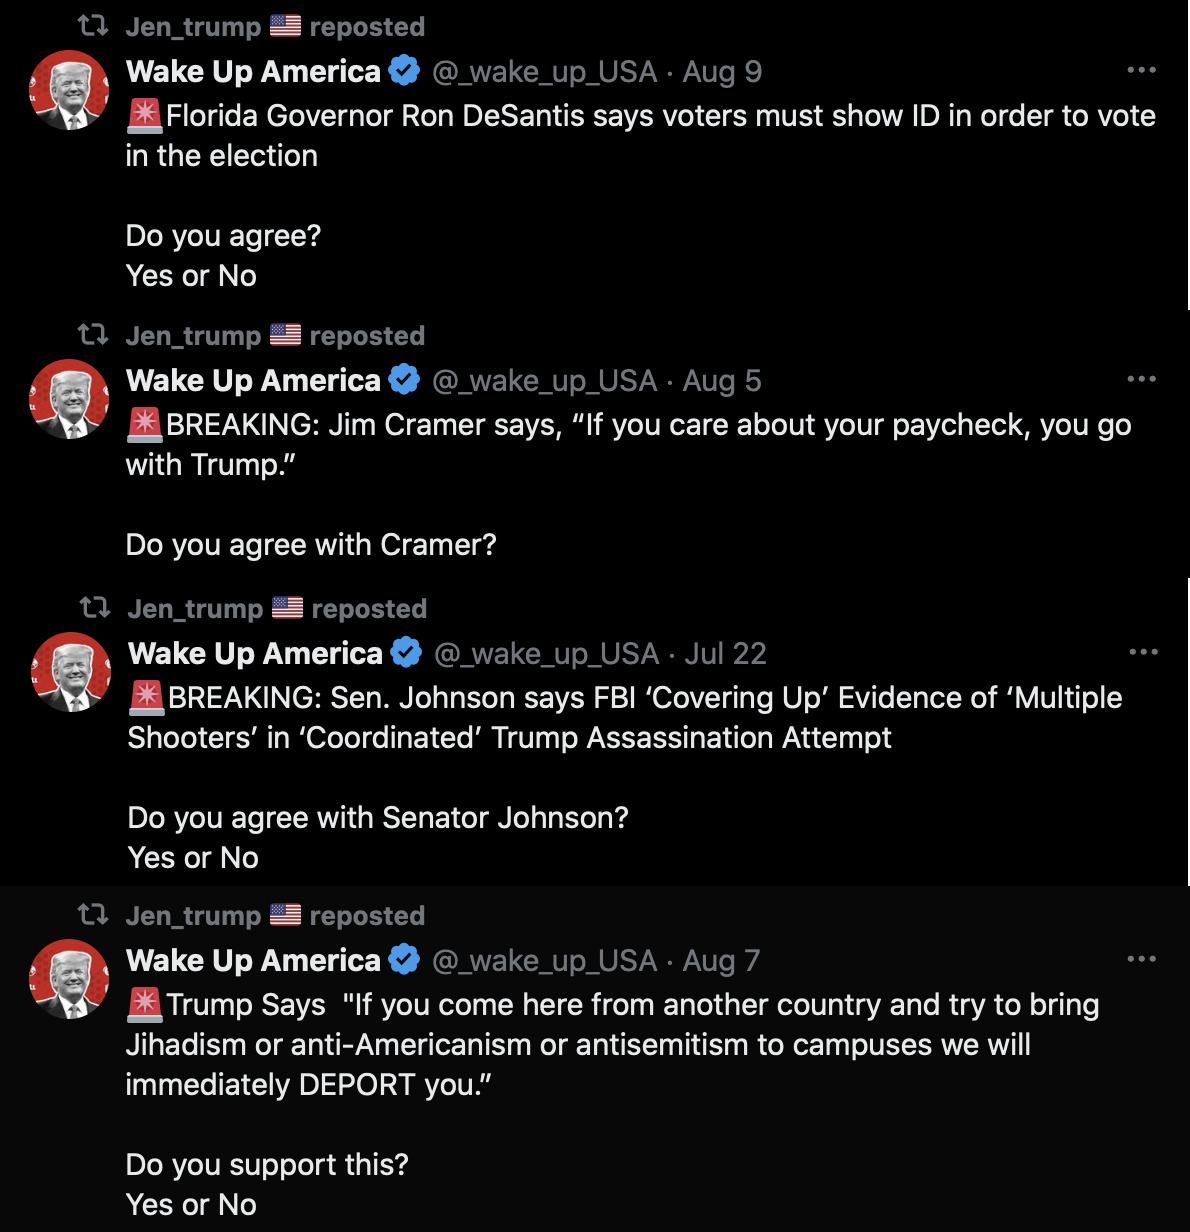 Jen_trump 🇺🇸 reposted
Wake Up America @_wake_up_USA · Aug 9
🚨Florida Governor Ron DeSantis says voters must show ID in order to vote
in the election
Do you agree?
Yes or No
Jen_trump 🇺🇸 reposted
Wake Up America @_wake_up_USA · Aug 5
🚨BREAKING: Jim Cramer says, “If you care about your paycheck, you go
with Trump.”
Do you agree with Cramer?
Jen_trump 🇺🇸 reposted
Wake Up America @_wake_up_USA · Jul 22
🚨BREAKING: Sen. Johnson says FBI ‘Covering Up’ Evidence of ‘Multiple
Shooters’ in ‘Coordinated’ Trump Assassination Attempt
Do you agree with Senator Johnson?
Yes or No
Jen_trump 🇺🇸 reposted
Wake Up America @_wake_up_USA · Aug 7
🚨Trump Says  "If you come here from another country and try to bring
Jihadism or anti-Americanism or antisemitism to campuses we will
immediately DEPORT you.”
Do you support this?
Yes or No